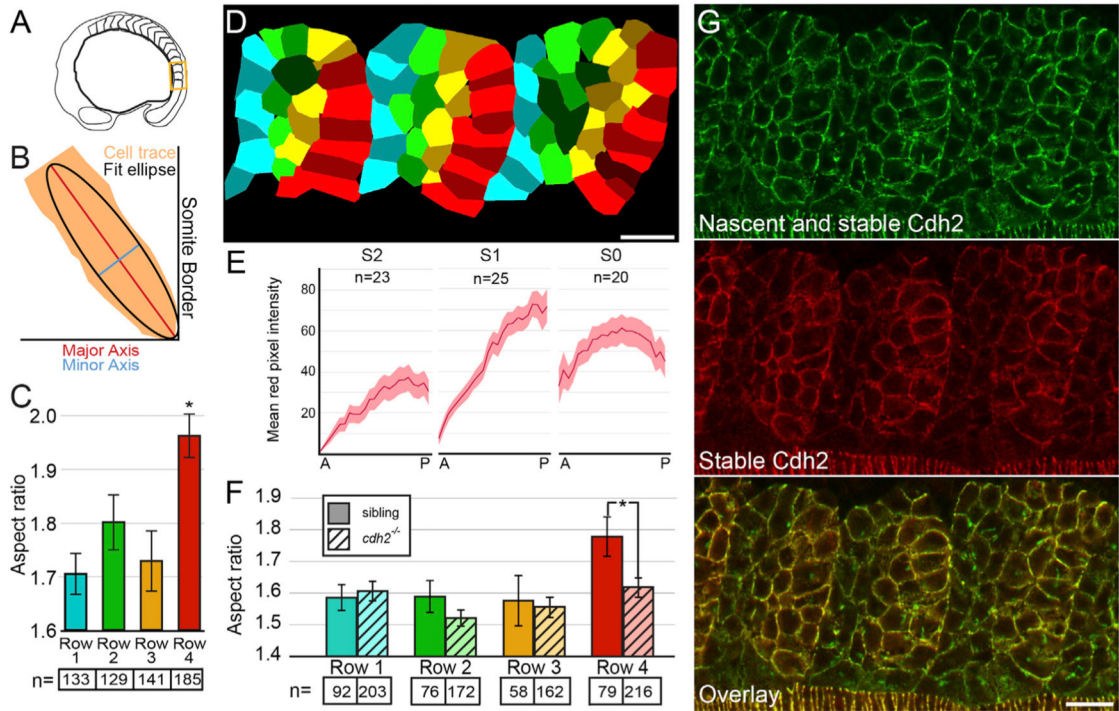 A
B
Cell trace
Fit ellipse
Somite Border
Major Axis
Minor Axis
C
*
Aspect ratio
2.0
1.9
1.8
1.7
1.6
Row 1
Row 2
Row 3
Row 4
n= 133 129 141 185
D
E
S2 S1 S0
n=23 n=25 n=20
Mean red pixel intensity
80
60
40
20
A P A P A P
F
sibling
cdh2-/-
*
Aspect ratio
1.9
1.8
1.7
1.6
1.5
1.4
Row 1 Row 2 Row 3 Row 4
n= 92 203 76 172 58 162 79 216
G
Nascent and stable Cdh2
Stable Cdh2
Overlay